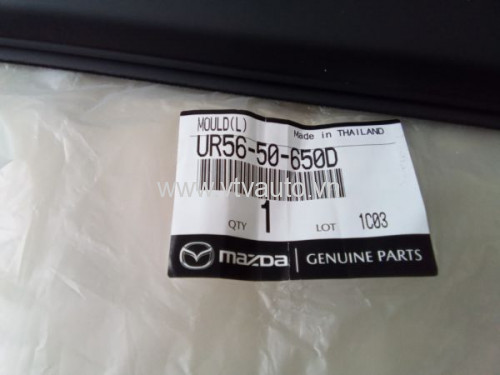 MOULD(L)
Made in THAILAND
UR56-50-650D
www.vtvauto.vn
QTY 1 LOT 1C03
mazda GENUINE PARTS